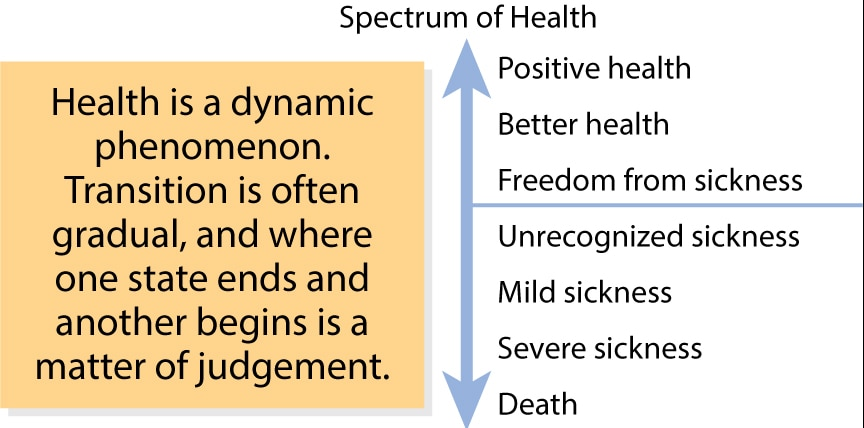 Spectrum of Health
Health is a dynamic
phenomenon.
Transition is often
gradual, and where
one state ends and
another begins is a
matter of judgement.
Positive health
Better health
Freedom from sickness
Unrecognized sickness
Mild sickness
Severe sickness
Death